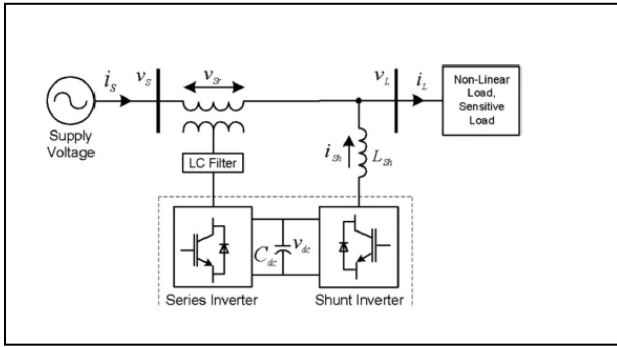 i_S
v_S
v_Sr
v_L
i_L
Non-Linear
Load,
Sensitive
Load
Supply
Voltage
i_Sh
L_Sh
LC Filter
C_dc
v_dc
Series Inverter
Shunt Inverter